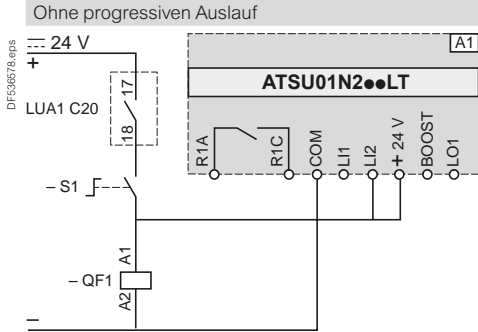 Ohne progressiven Auslauf
DF536578.eps
24 V
+
A1
ATSU01N2●●LT
LUA1 C20
17
18
R1A
R1C
COM
LI1
LI2
+ 24 V
BOOST
LO1
– S1
A1
– QF1
A2
–